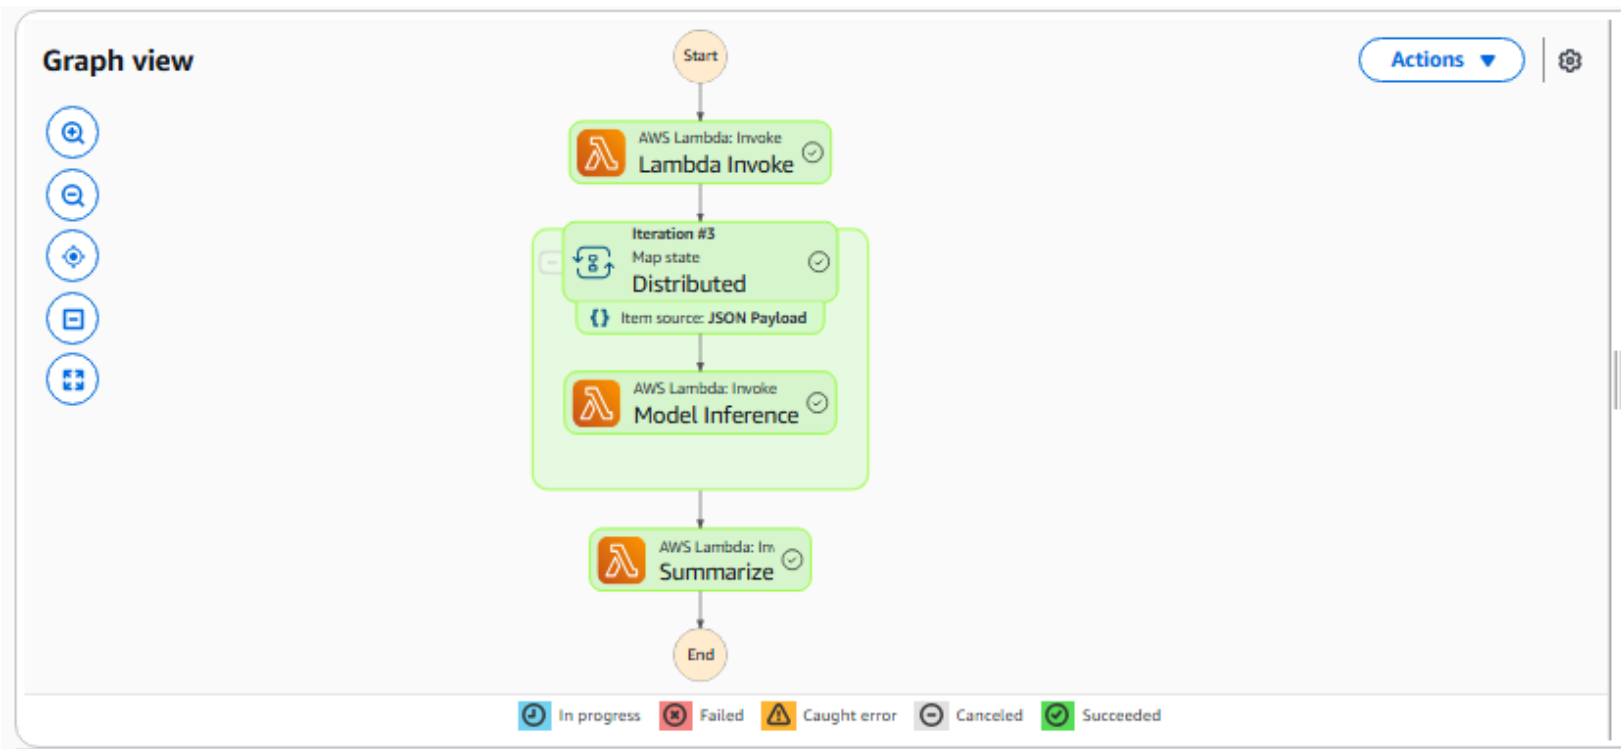 Graph view
Start
Actions
AWS Lambda: Invoke
Lambda Invoke
Iteration #3
Map state
Distributed
{} Item source: JSON Payload
AWS Lambda: Invoke
Model Inference
AWS Lambda: In
Summarize
End
In progress Failed Caught error Canceled Succeeded